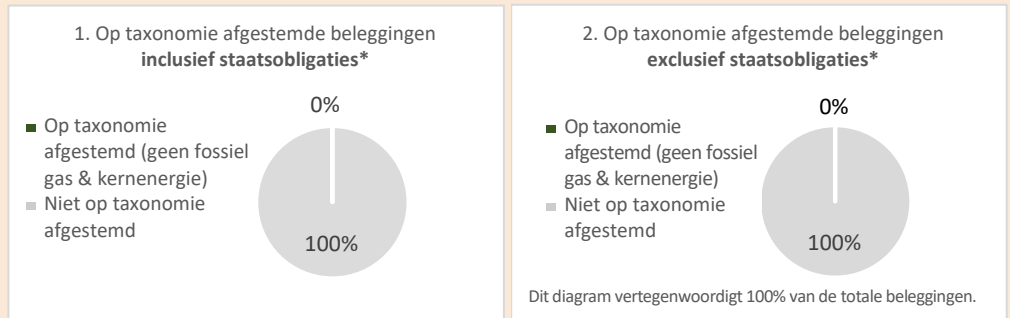 1. Op taxonomie afgestemde beleggingen
inclusief staatsobligaties*
0%
Op taxonomie
afgestemd (geen fossiel
gas & kernenergie)
Niet op taxonomie
afgestemd
100%
2. Op taxonomie afgestemde beleggingen
exclusief staatsobligaties*
0%
Op taxonomie
afgestemd (geen fossiel
gas & kernenergie)
Niet op taxonomie
afgestemd
100%
Dit diagram vertegenwoordigt 100% van de totale beleggingen.